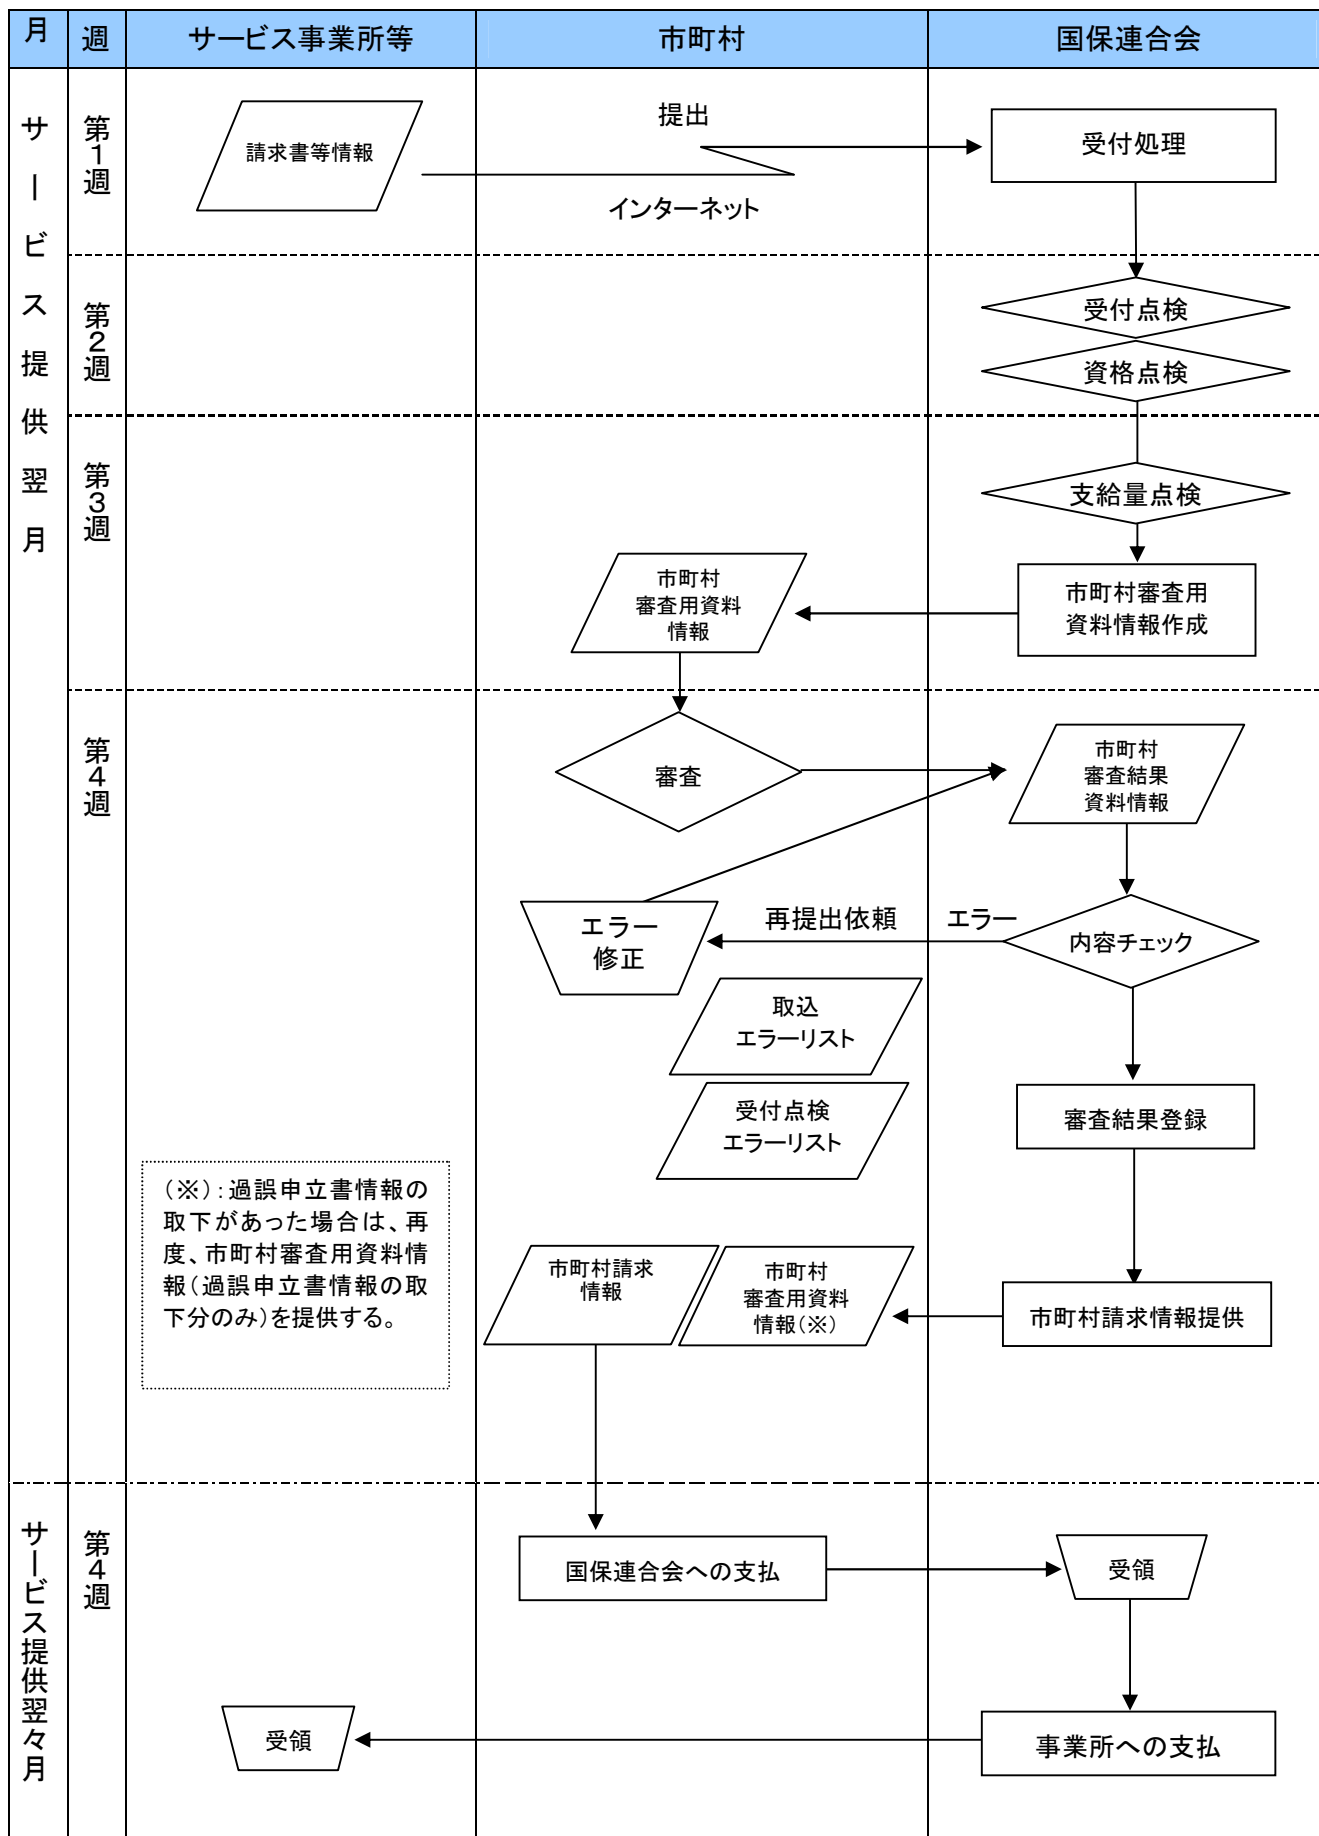 月 週 サービス事業所等 市町村 国保連合会
サービス提供翌月
第1週
請求書等情報
提出
インターネット
受付処理
第2週
受付点検
資格点検
第3週
支給量点検
市町村
審査用資料
情報
市町村審査用
資料情報作成
第4週
審査
市町村
審査結果
資料情報
エラー
修正
再提出依頼
エラー
内容チェック
取込
エラーリスト
受付点検
エラーリスト
審査結果登録
(※):過誤申立書情報の
取下があった場合は、再
度、市町村審査用資料情
報(過誤申立書情報の取
下分のみ)を提供する。
市町村請求
情報
市町村
審査用資料
情報(※)
市町村請求情報提供
サービス提供翌々月
第4週
国保連合会への支払
受領
受領
事業所への支払